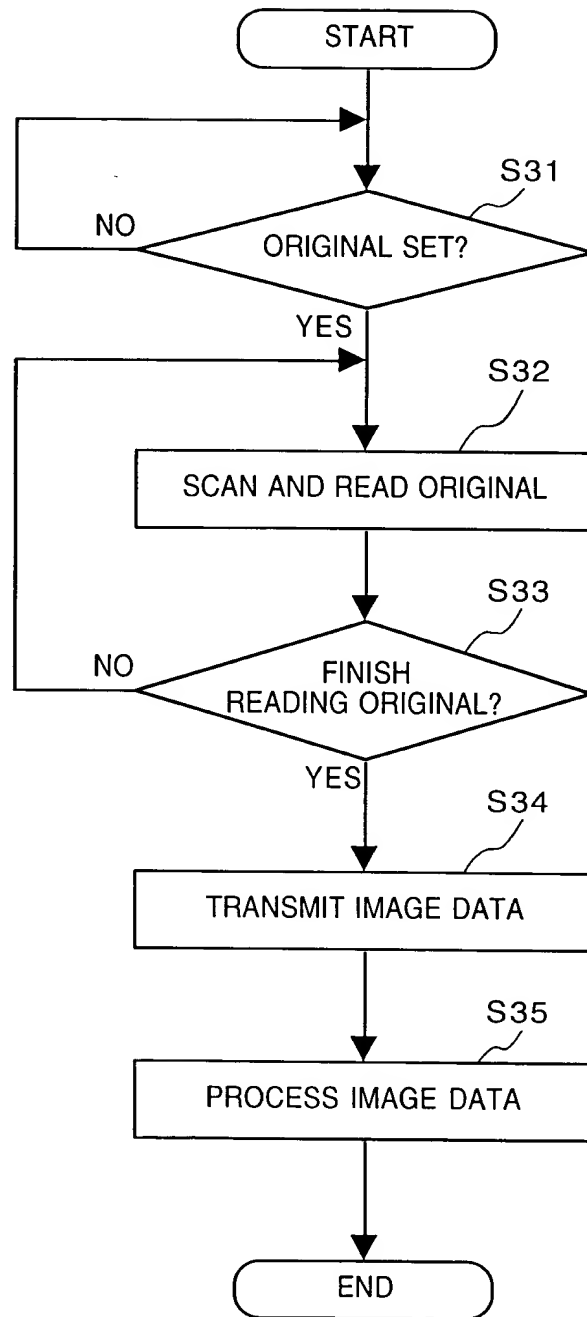 START
S31
NO
ORIGINAL SET?
YES
S32
SCAN AND READ ORIGINAL
S33
NO
FINISH
READING ORIGINAL?
YES
S34
TRANSMIT IMAGE DATA
S35
PROCESS IMAGE DATA
END